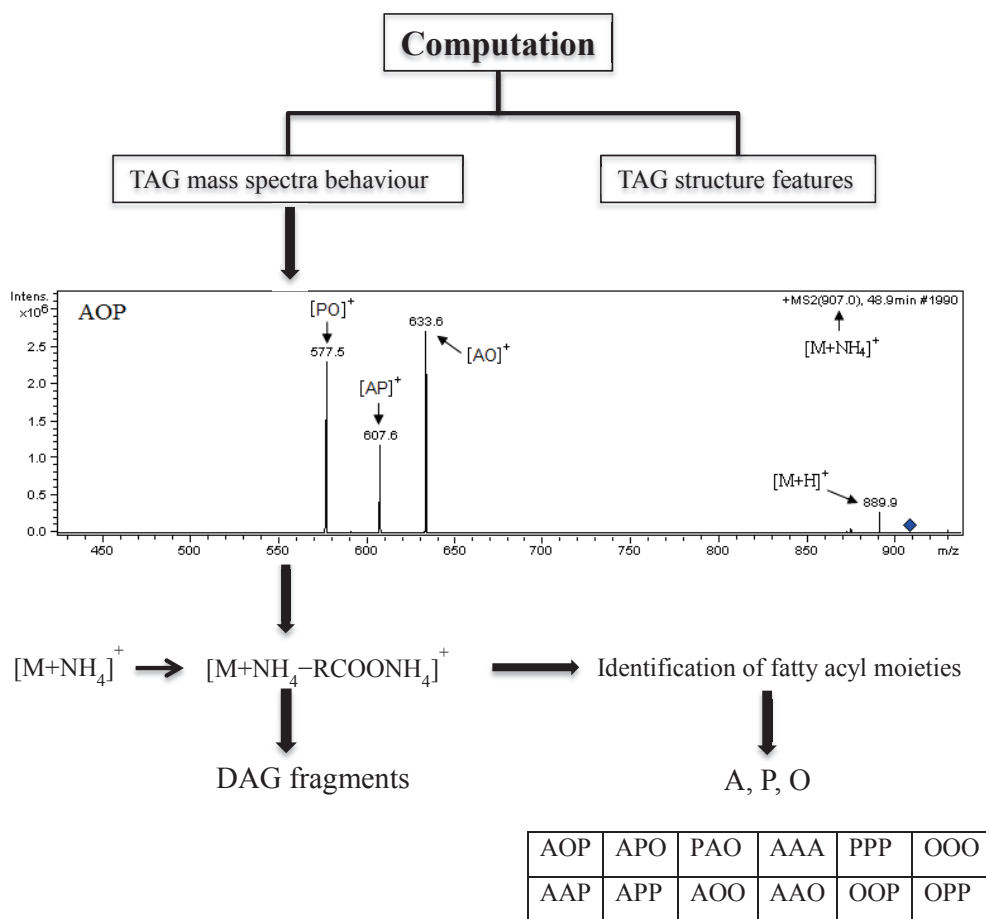 Computation
TAG mass spectra behaviour
TAG structure features
Intens.
x10⁶
AOP
[PO]⁺
577.5
[AP]⁺
607.6
633.6
[AO]⁺
+MS2(907.0), 48.9min #1990
[M+NH₄]⁺
[M+H]⁺
889.9
2.5
2.0
1.5
1.0
0.5
0.0
450 500 550 600 650 700 750 800 850 900 m/z
[M+NH₄]⁺ [M+NH₄−RCOONH₄]⁺ Identification of fatty acyl moieties
DAG fragments
A, P, O
AOP APO PAO AAA PPP OOO
AAP APP AOO AAO OOP OPP